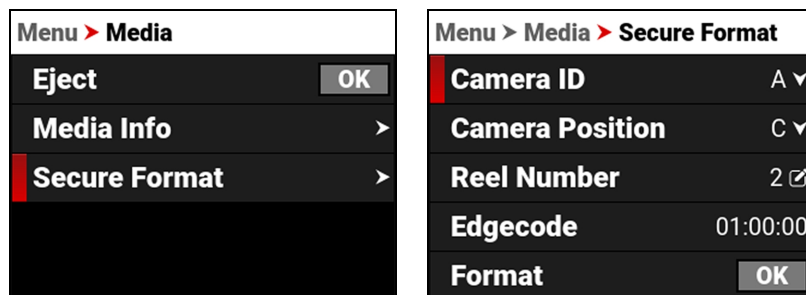 Menu > Media
Eject OK
Media Info >
Secure Format >
Menu > Media > Secure Format
Camera ID A
Camera Position C
Reel Number 2
Edgecode 01:00:00
Format OK